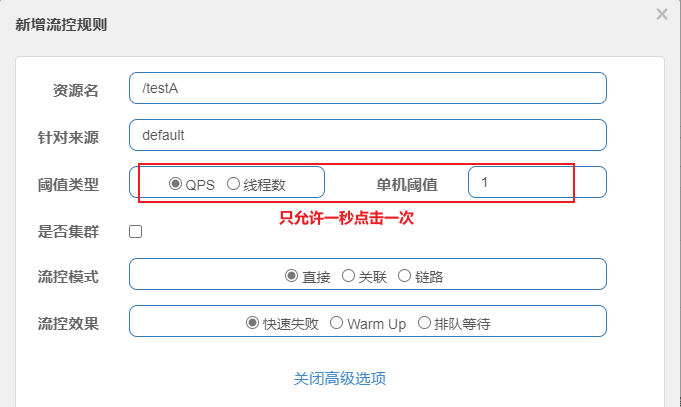 新增流控规则 ×
资源名 /testA
针对来源 default
阈值类型 QPS 线程数 单机阈值 1
只允许一秒点击一次
是否集群
流控模式 直接 关联 链路
流控效果 快速失败 Warm Up 排队等待
关闭高级选项